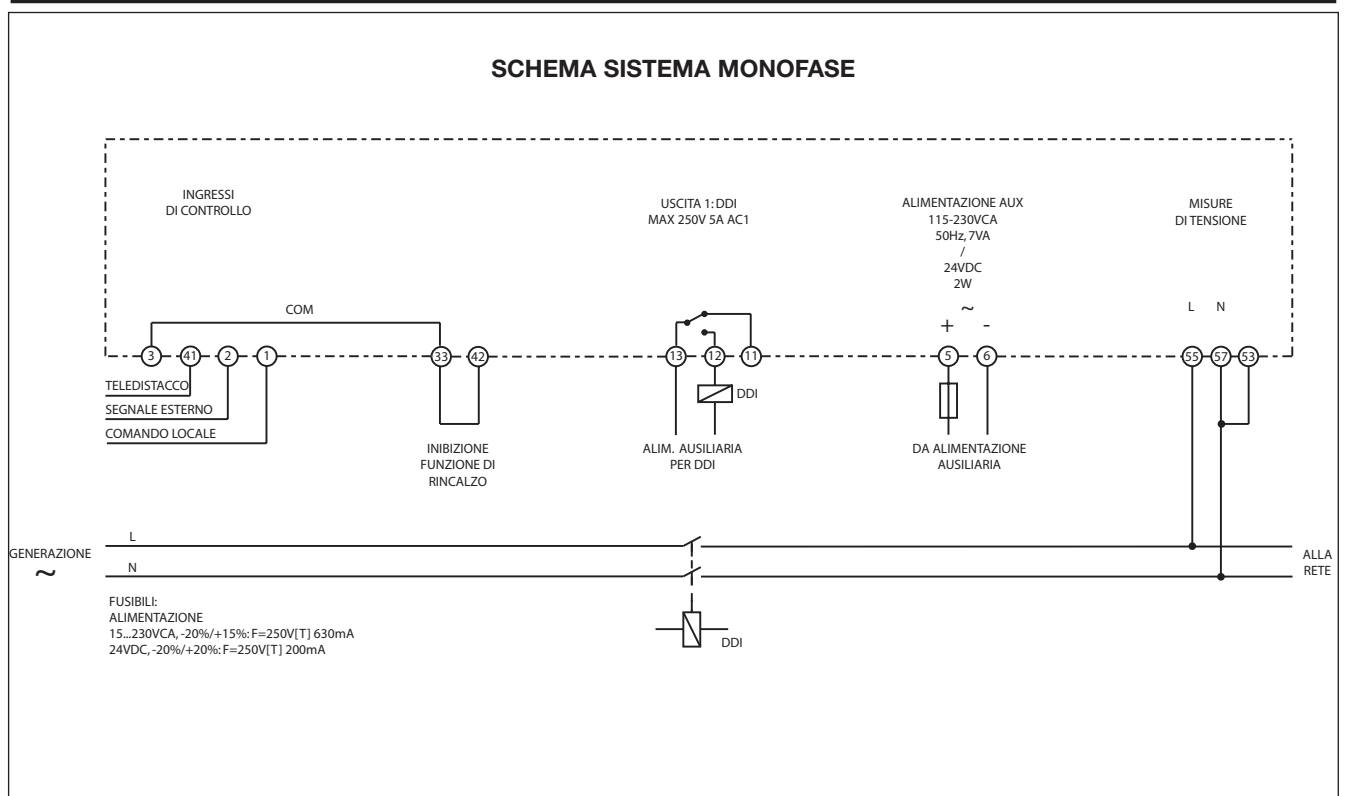 SCHEMA SISTEMA MONOFASE
INGRESSI
DI CONTROLLO
USCITA 1: DDI
MAX 250V 5A AC1
ALIMENTAZIONE AUX
115-230VCA
50Hz, 7VA
/
24VDC
2W
~
+ -
MISURE
DI TENSIONE
L N
COM
3 41 2 1 33 42 13 12 11 5 6 55 57 53
TELEDISTACCO
SEGNALE ESTERNO
COMANDO LOCALE
INIBIZIONE
FUNZIONE DI
RINCALZO
DDI
ALIM. AUSILIARIA
PER DDI
DA ALIMENTAZIONE
AUSILIARIA
L
GENERAZIONE
~
N
ALLA
RETE
FUSIBILI:
ALIMENTAZIONE
15...230VCA, -20%/+15%: F=250V[T] 630mA
24VDC, -20%/+20%: F=250V[T] 200mA
DDI